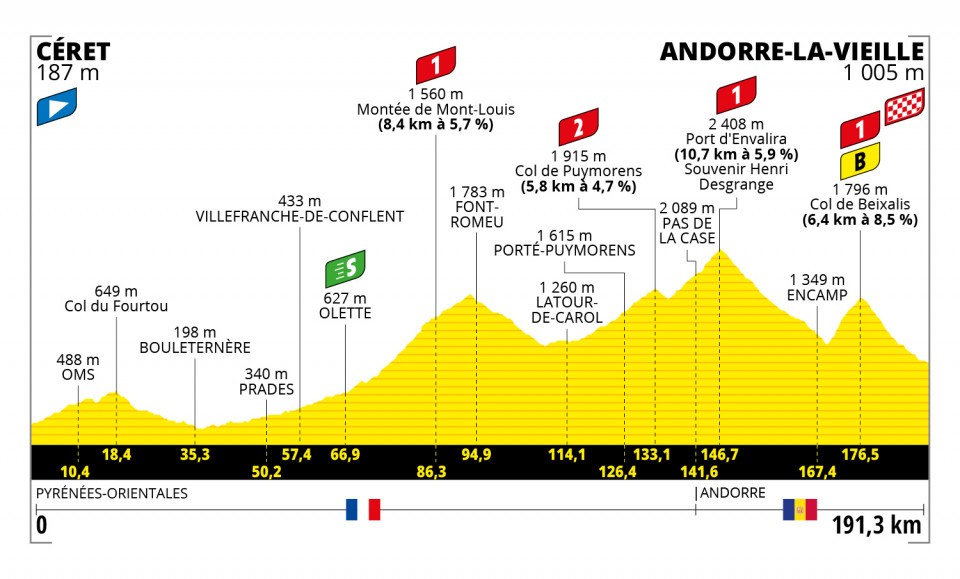 CÉRET
187 m
ANDORRE-LA-VIEILLE
1 005 m
1
1 560 m
Montée de Mont-Louis
(8,4 km à 5,7 %)
2
1 915 m
Col de Puymorens
(5,8 km à 4,7 %)
1
2 408 m
Port d'Envalira
(10,7 km à 5,9 %)
Souvenir Henri
Desgrange
1
B
1 796 m
Col de Beixalis
(6,4 km à 8,5 %)
433 m
VILLEFRANCHE-DE-CONFLENT
1 783 m
FONT-
ROMEU
2 089 m
PAS DE
LA CASE
1 615 m
PORTÉ-PUYMORENS
S
627 m
OLETTE
649 m
Col du Fourtou
1 260 m
LATOUR-
DE-CAROL
1 349 m
ENCAMP
198 m
BOULETERNÈRE
488 m
OMS
340 m
PRADES
18,4 35,3 57,4 66,9 94,9 114,1 133,1 146,7 176,5
10,4 50,2 86,3 126,4 141,6 167,4
PYRÉNÉES-ORIENTALES
ANDORRE
0
191,3 km